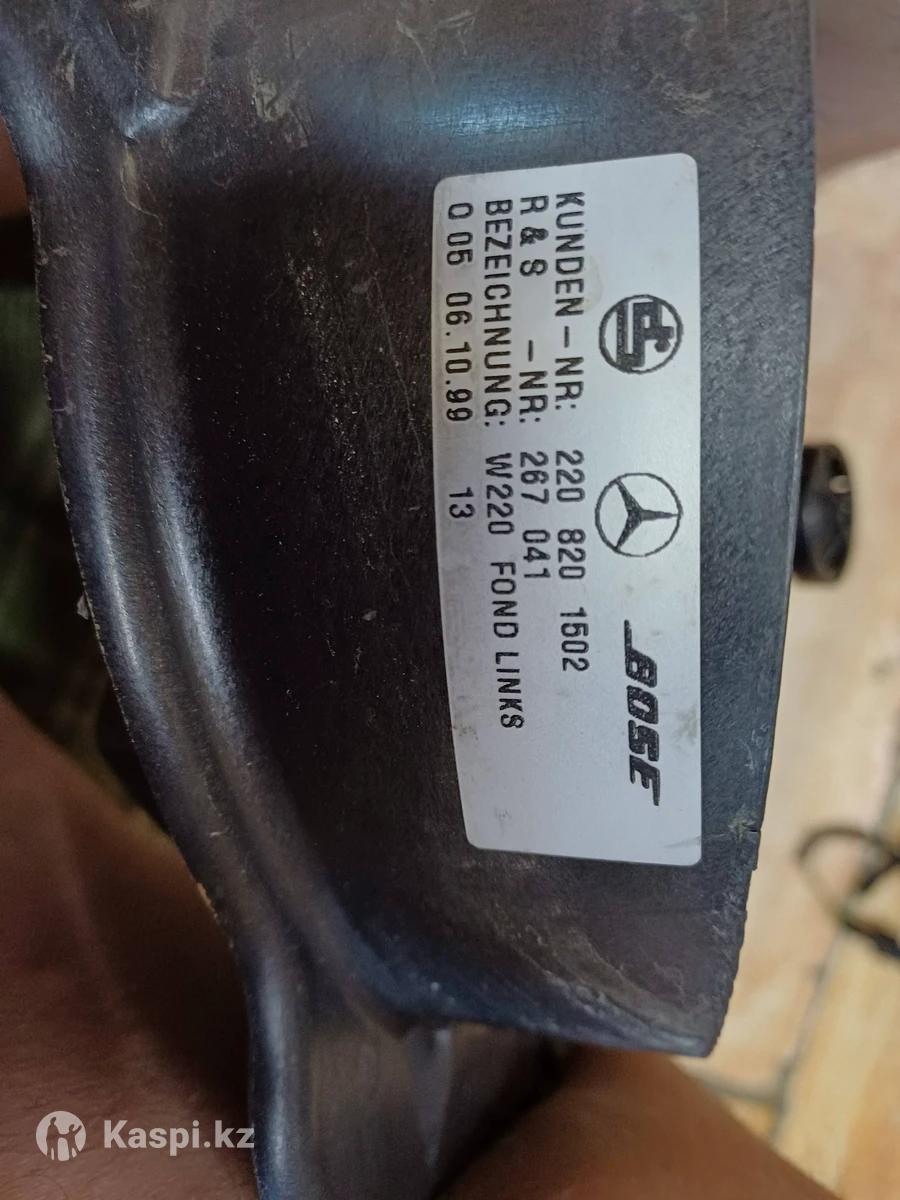 BOSE
KUNDEN-NR: 220 820 1502
R & S -NR: 267 041
BEZEICHNUNG: W220 FOND LINKS
0 05 06.10.99 13
Kaspi.kz